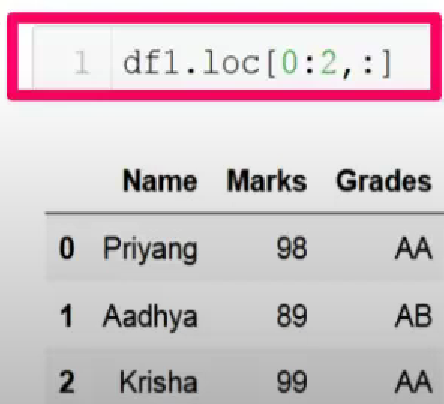 1 df1.loc[0:2,:]
Name Marks Grades
0 Priyang 98 AA
1 Aadhya 89 AB
2 Krisha 99 AA